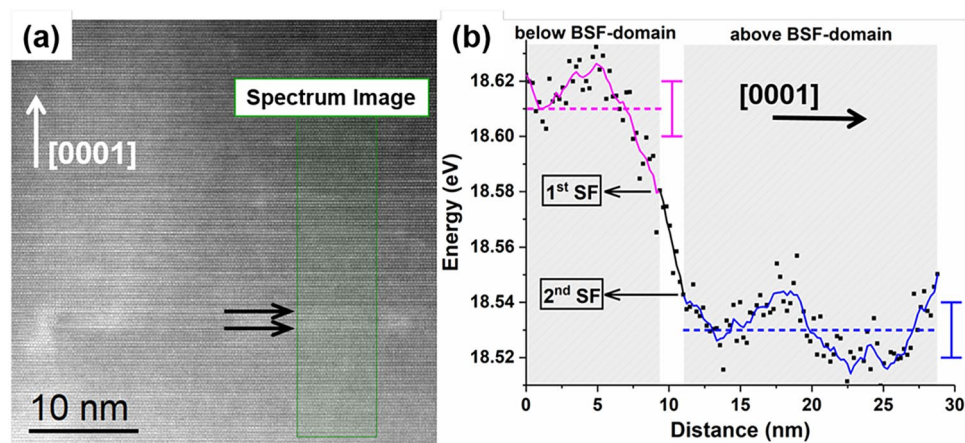 (a)
Spectrum Image
[0001]
10 nm
(b)
below BSF-domain
above BSF-domain
[0001]
1st SF
2nd SF
18.62
18.60
18.58
18.56
18.54
18.52
Energy (eV)
0
5
10
15
20
25
30
Distance (nm)